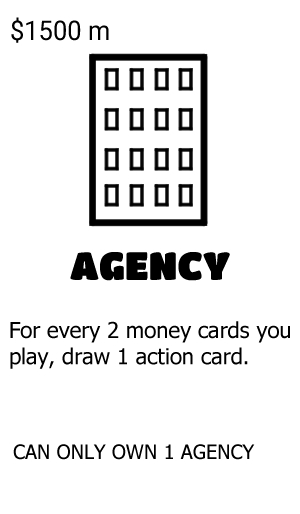 $1500 m
AGENCY
For every 2 money cards you
play, draw 1 action card.
CAN ONLY OWN 1 AGENCY